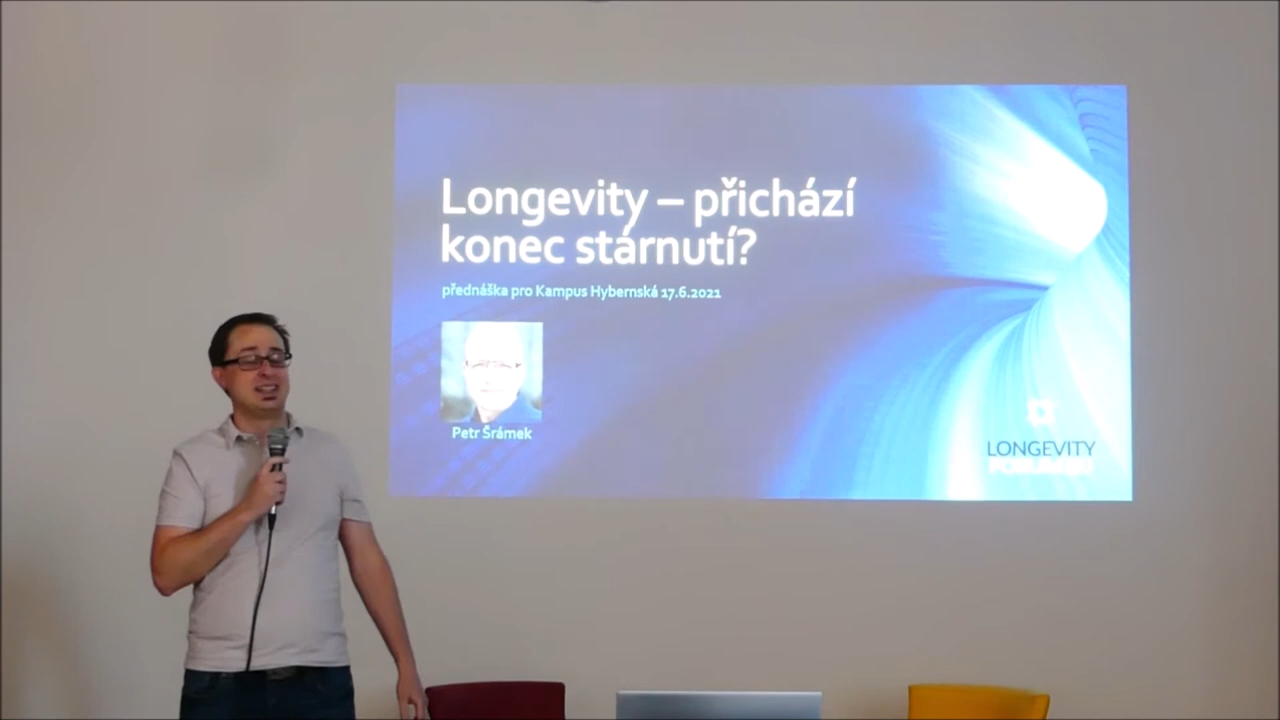 Longevity – přichází
konec stárnutí?
přednáška pro Kampus Hybernská 17.6.2021
Petr Šrámek
LONGEVITY